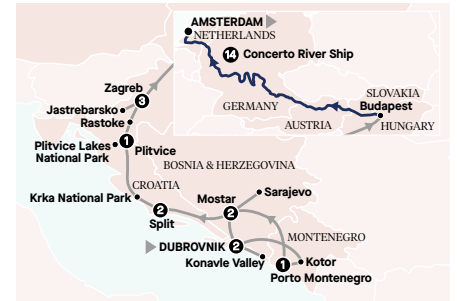 AMSTERDAM
NETHERLANDS
14 Concerto River Ship
SLOVAKIA
Budapest
GERMANY
AUSTRIA
HUNGARY
Zagreb
3
Jastrebarsko
Rastoke
1
Plitvice Lakes
National Park
Plitvice
BOSNIA & HERZEGOVINA
CROATIA
Krka National Park
Mostar
Sarajevo
2
2
Split
MONTENEGRO
DUBROVNIK 2
Konavle Valley
Kotor
1
Porto Montenegro